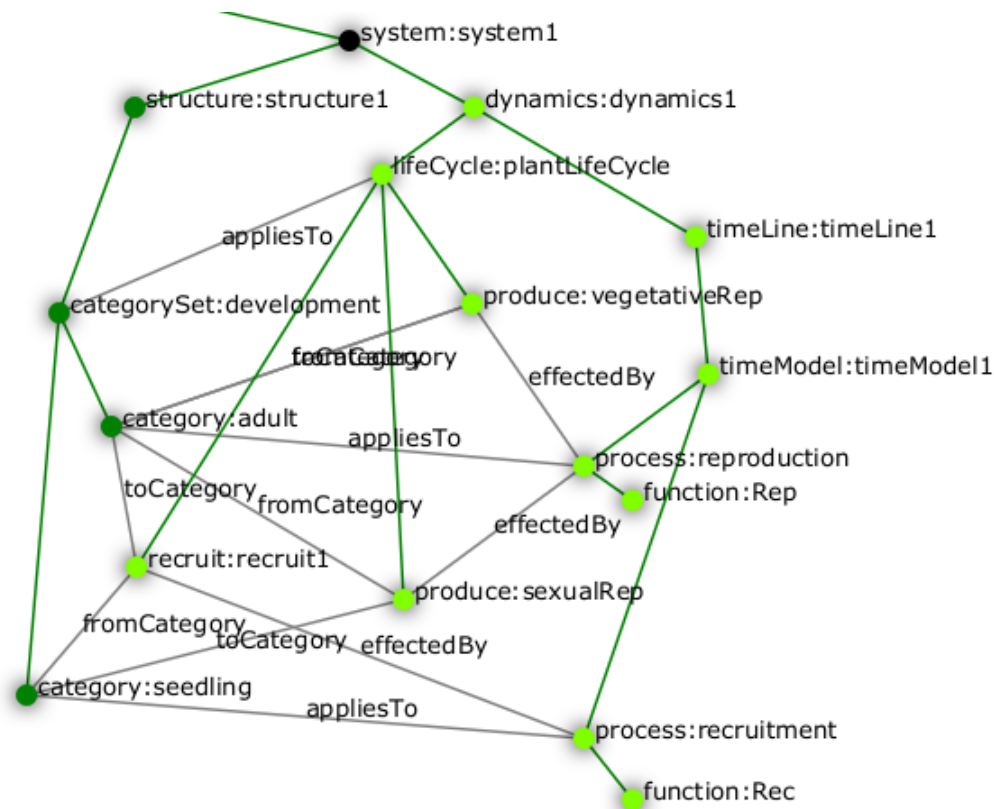 system:system1
structure:structure1
dynamics:dynamics1
lifeCycle:plantLifeCycle
timeLine:timeLine1
appliesTo
categorySet:development
produce:vegetativeRep
fromCategory
toCategory
timeModel:timeModel1
effectedBy
category:adult
appliesTo
process:reproduction
toCategory
fromCategory
function:Rep
effectedBy
recruit:recruit1
produce:sexualRep
fromCategory
toCategory
effectedBy
category:seedling
appliesTo
process:recruitment
function:Rec